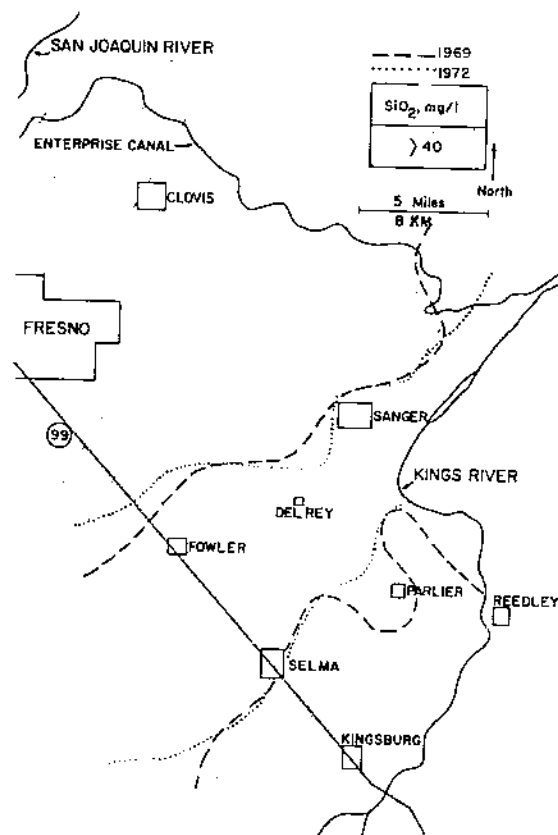 SAN JOAQUIN RIVER
1969
1972
SiO2, mg/l
>40
ENTERPRISE CANAL
North
CLOVIS
5 Miles
8 KM
FRESNO
SANGER
99
KINGS RIVER
DEL REY
FOWLER
PARLIER
REEDLEY
SELMA
KINGSBURG